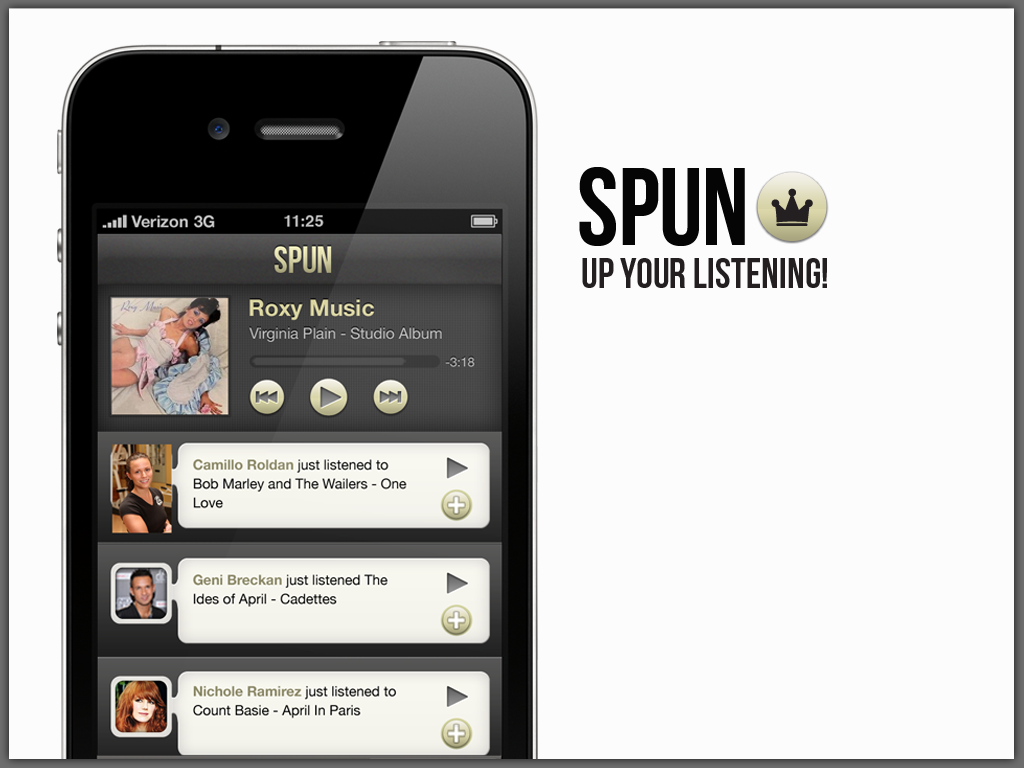 Verizon 3G 11:25
SPUN
Roxy Music
Roxy Music
Virginia Plain - Studio Album
-3:18
Camillo Roldan just listened to
Bob Marley and The Wailers - One
Love
Geni Breckan just listened The
Ides of April - Cadettes
Nichole Ramirez just listened to
Count Basie - April In Paris
SPUN
UP YOUR LISTENING!